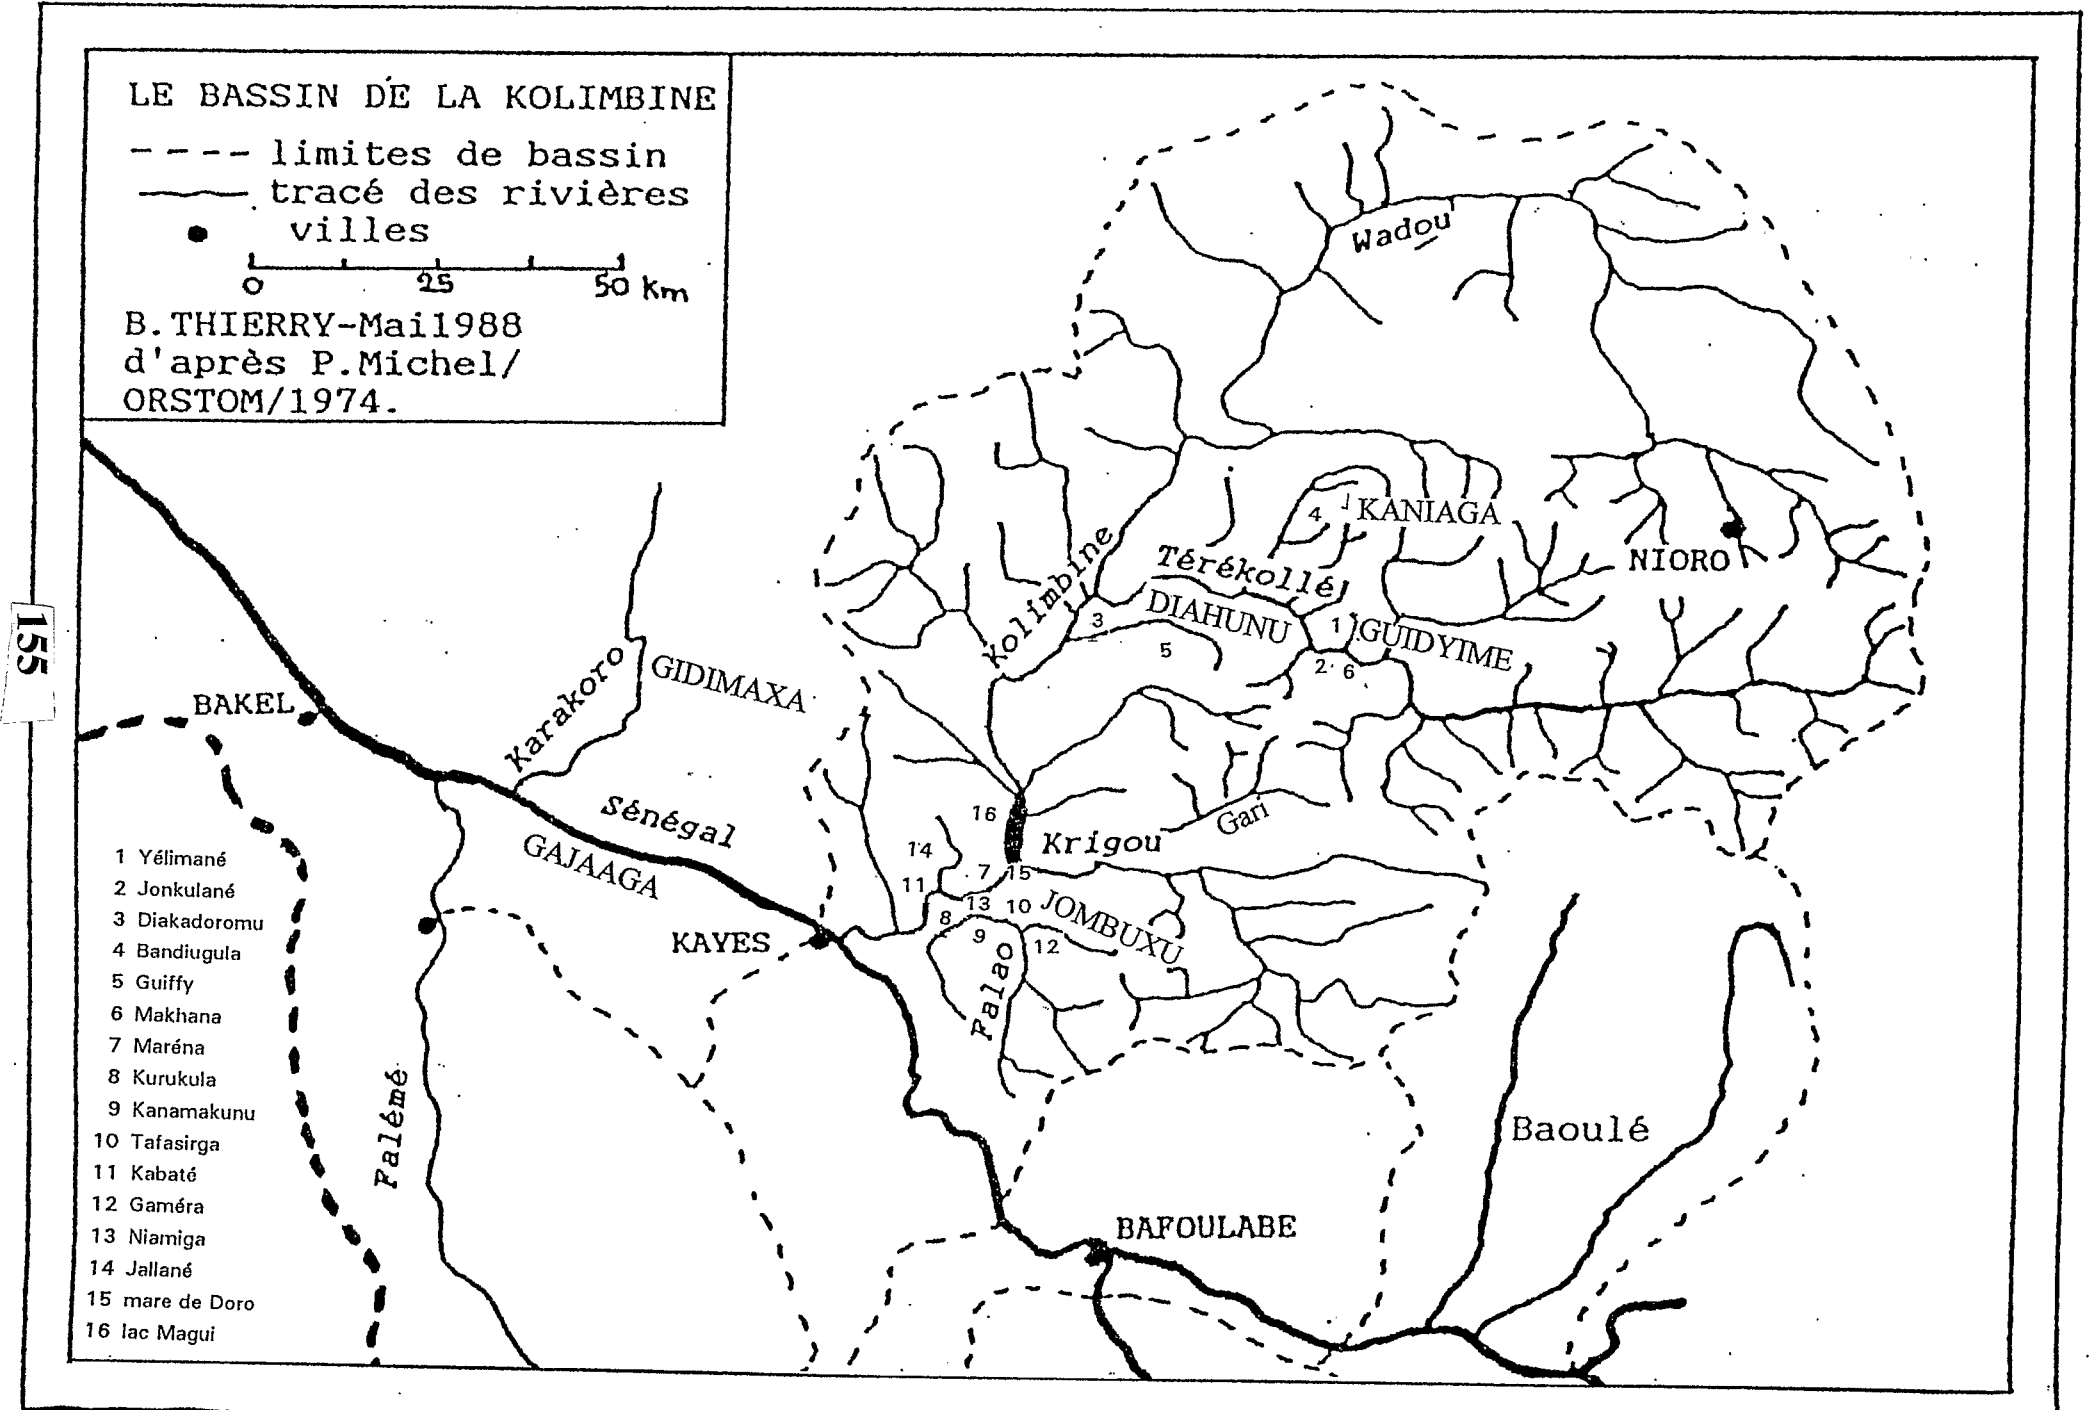 LE BASSIN DE LA KOLIMBINE
limites de bassin
tracé des rivières
villes
0 25 50 km
B.THIERRY-Mai1988
d'après P.Michel/
ORSTOM/1974.
Wadou
KANIAGA
4
NIORO
Kolimbine
Térékollé
DIAHUNU
GUIDYIME
3
5
1
2 6
155
Karakoro
GIDIMAXA
BAKEL
Sénégal
GAJAAGA
16
Krigou
Gari
14
7 15
11
13 10
JOMBUXU
8
9
12
KAYES
Falao
Falémé
Baoulé
BAFOULABE
1 Yélimané
2 Jonkulané
3 Diakadoromu
4 Bandiugula
5 Guiffy
6 Makhana
7 Maréna
8 Kurukula
9 Kanamakunu
10 Tafasirga
11 Kabaté
12 Gaméra
13 Niamiga
14 Jallané
15 mare de Doro
16 lac Magui